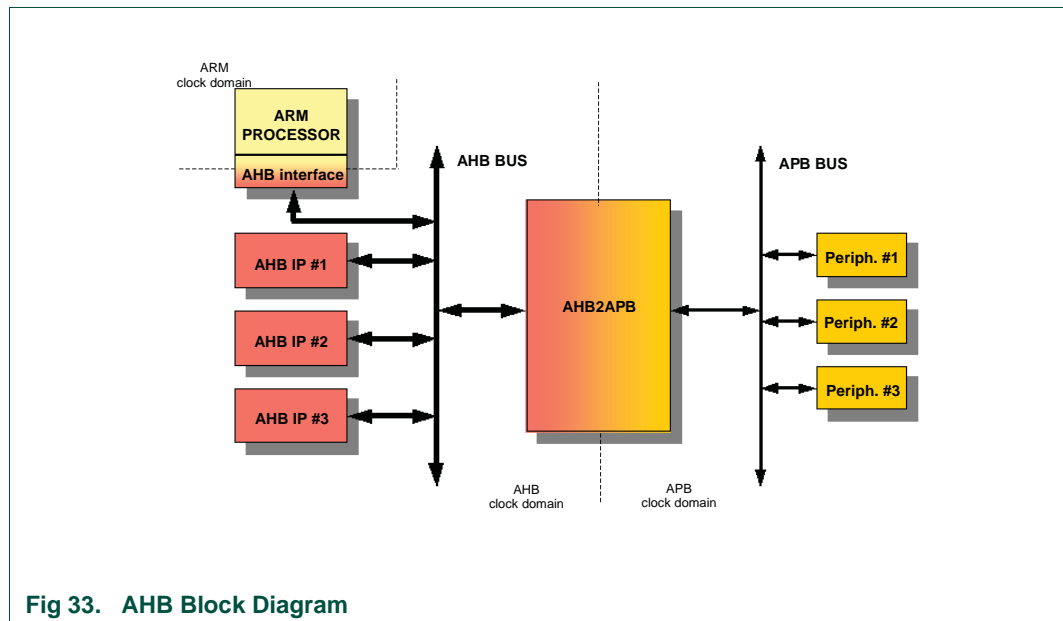 ARM
clock domain
ARM
PROCESSOR
AHB interface
AHB BUS
APB BUS
AHB IP #1
AHB IP #2
AHB IP #3
AHB2APB
Periph. #1
Periph. #2
Periph. #3
AHB
clock domain
APB
clock domain
Fig 33. AHB Block Diagram